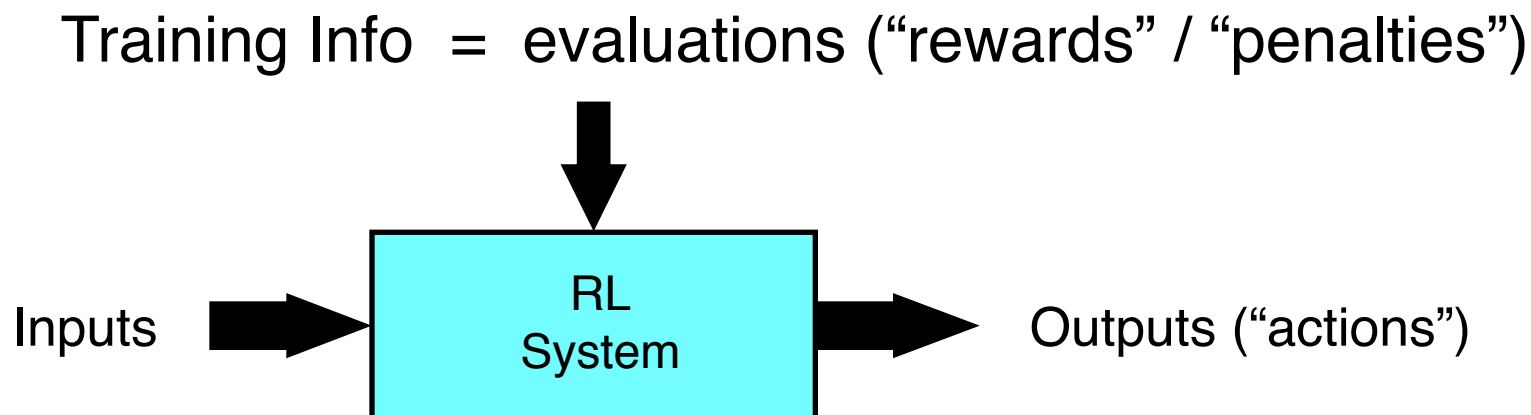 Training Info = evaluations (“rewards” / “penalties”)
RL
System
Inputs
Outputs (“actions”)